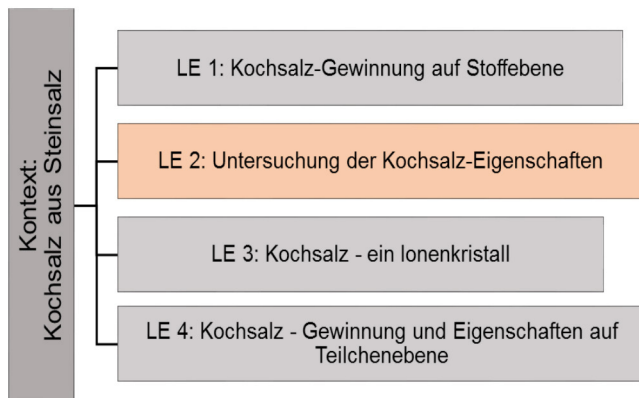 Kontext:
Kochsalz aus Steinsalz
LE 1: Kochsalz-Gewinnung auf Stoffebene
LE 2: Untersuchung der Kochsalz-Eigenschaften
LE 3: Kochsalz - ein Ionenkristall
LE 4: Kochsalz - Gewinnung und Eigenschaften auf
Teilchenebene